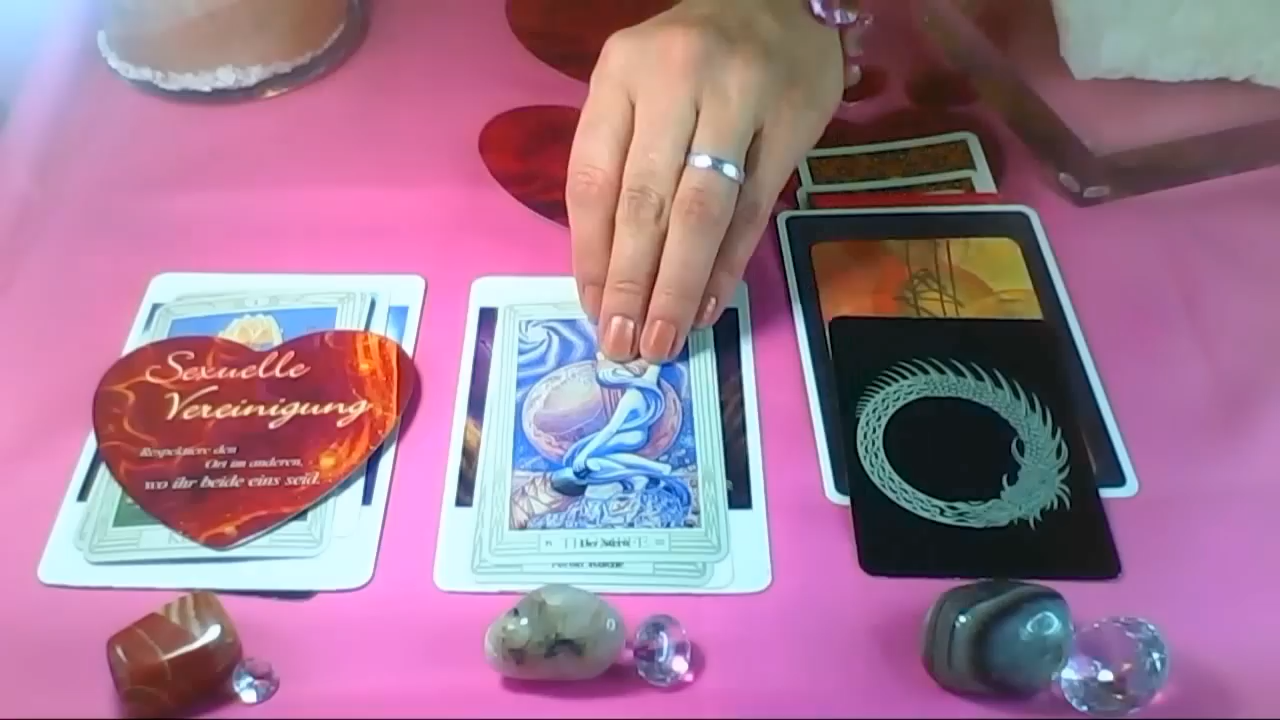 Sexuelle
Vereinigung
Respektiere den
Ort im anderen,
wo ihr beide eins seid.
Der Stern